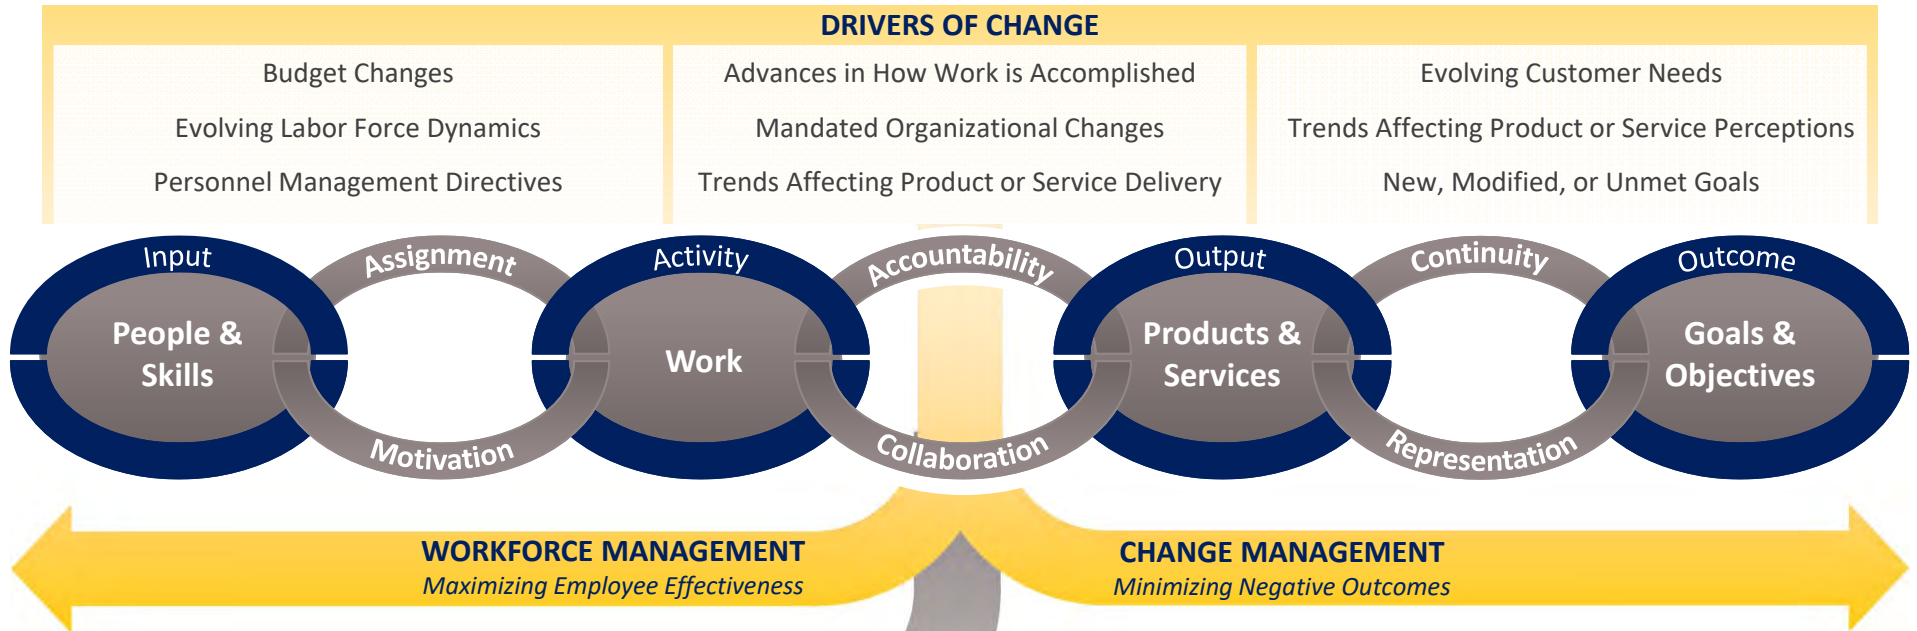 DRIVERS OF CHANGE
Budget Changes
Evolving Labor Force Dynamics
Personnel Management Directives
Advances in How Work is Accomplished
Mandated Organizational Changes
Trends Affecting Product or Service Delivery
Evolving Customer Needs
Trends Affecting Product or Service Perceptions
New, Modified, or Unmet Goals
Input
People &
Skills
Assignment
Motivation
Activity
Work
Accountability
Collaboration
Output
Products &
Services
Continuity
Representation
Outcome
Goals &
Objectives
WORKFORCE MANAGEMENT
Maximizing Employee Effectiveness
CHANGE MANAGEMENT
Minimizing Negative Outcomes